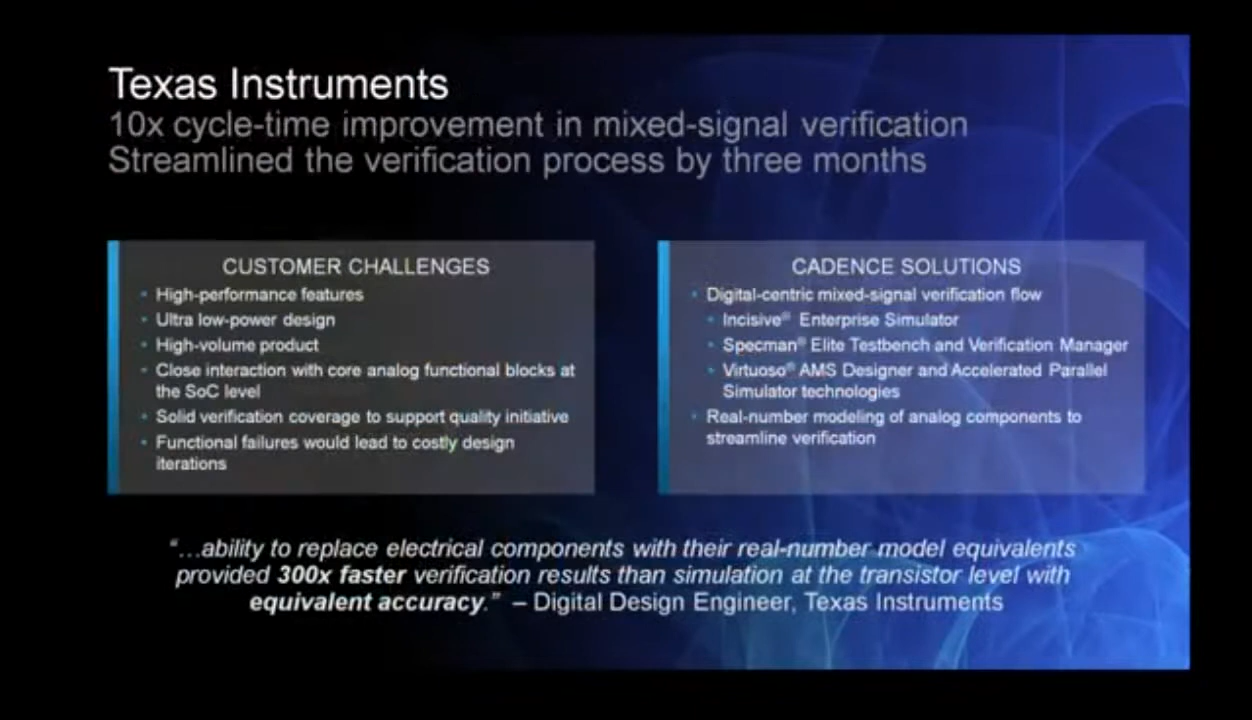 Texas Instruments
10x cycle-time improvement in mixed-signal verification
Streamlined the verification process by three months
CUSTOMER CHALLENGES
• High-performance features
• Ultra low-power design
• High-volume product
• Close interaction with core analog functional blocks at
the SoC level
• Solid verification coverage to support quality initiative
• Functional failures would lead to costly design
iterations
CADENCE SOLUTIONS
• Digital-centric mixed-signal verification flow
• Incisive® Enterprise Simulator
• Specman® Elite Testbench and Verification Manager
• Virtuoso® AMS Designer and Accelerated Parallel
Simulator technologies
• Real-number modeling of analog components to
streamline verification
“…ability to replace electrical components with their real-number model equivalents
provided 300x faster verification results than simulation at the transistor level with
equivalent accuracy.” – Digital Design Engineer, Texas Instruments